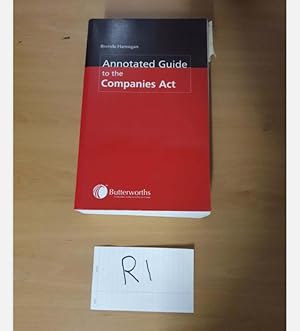 Brenda Hannigan
Annotated Guide
to the
Companies Act
Butterworths
R1